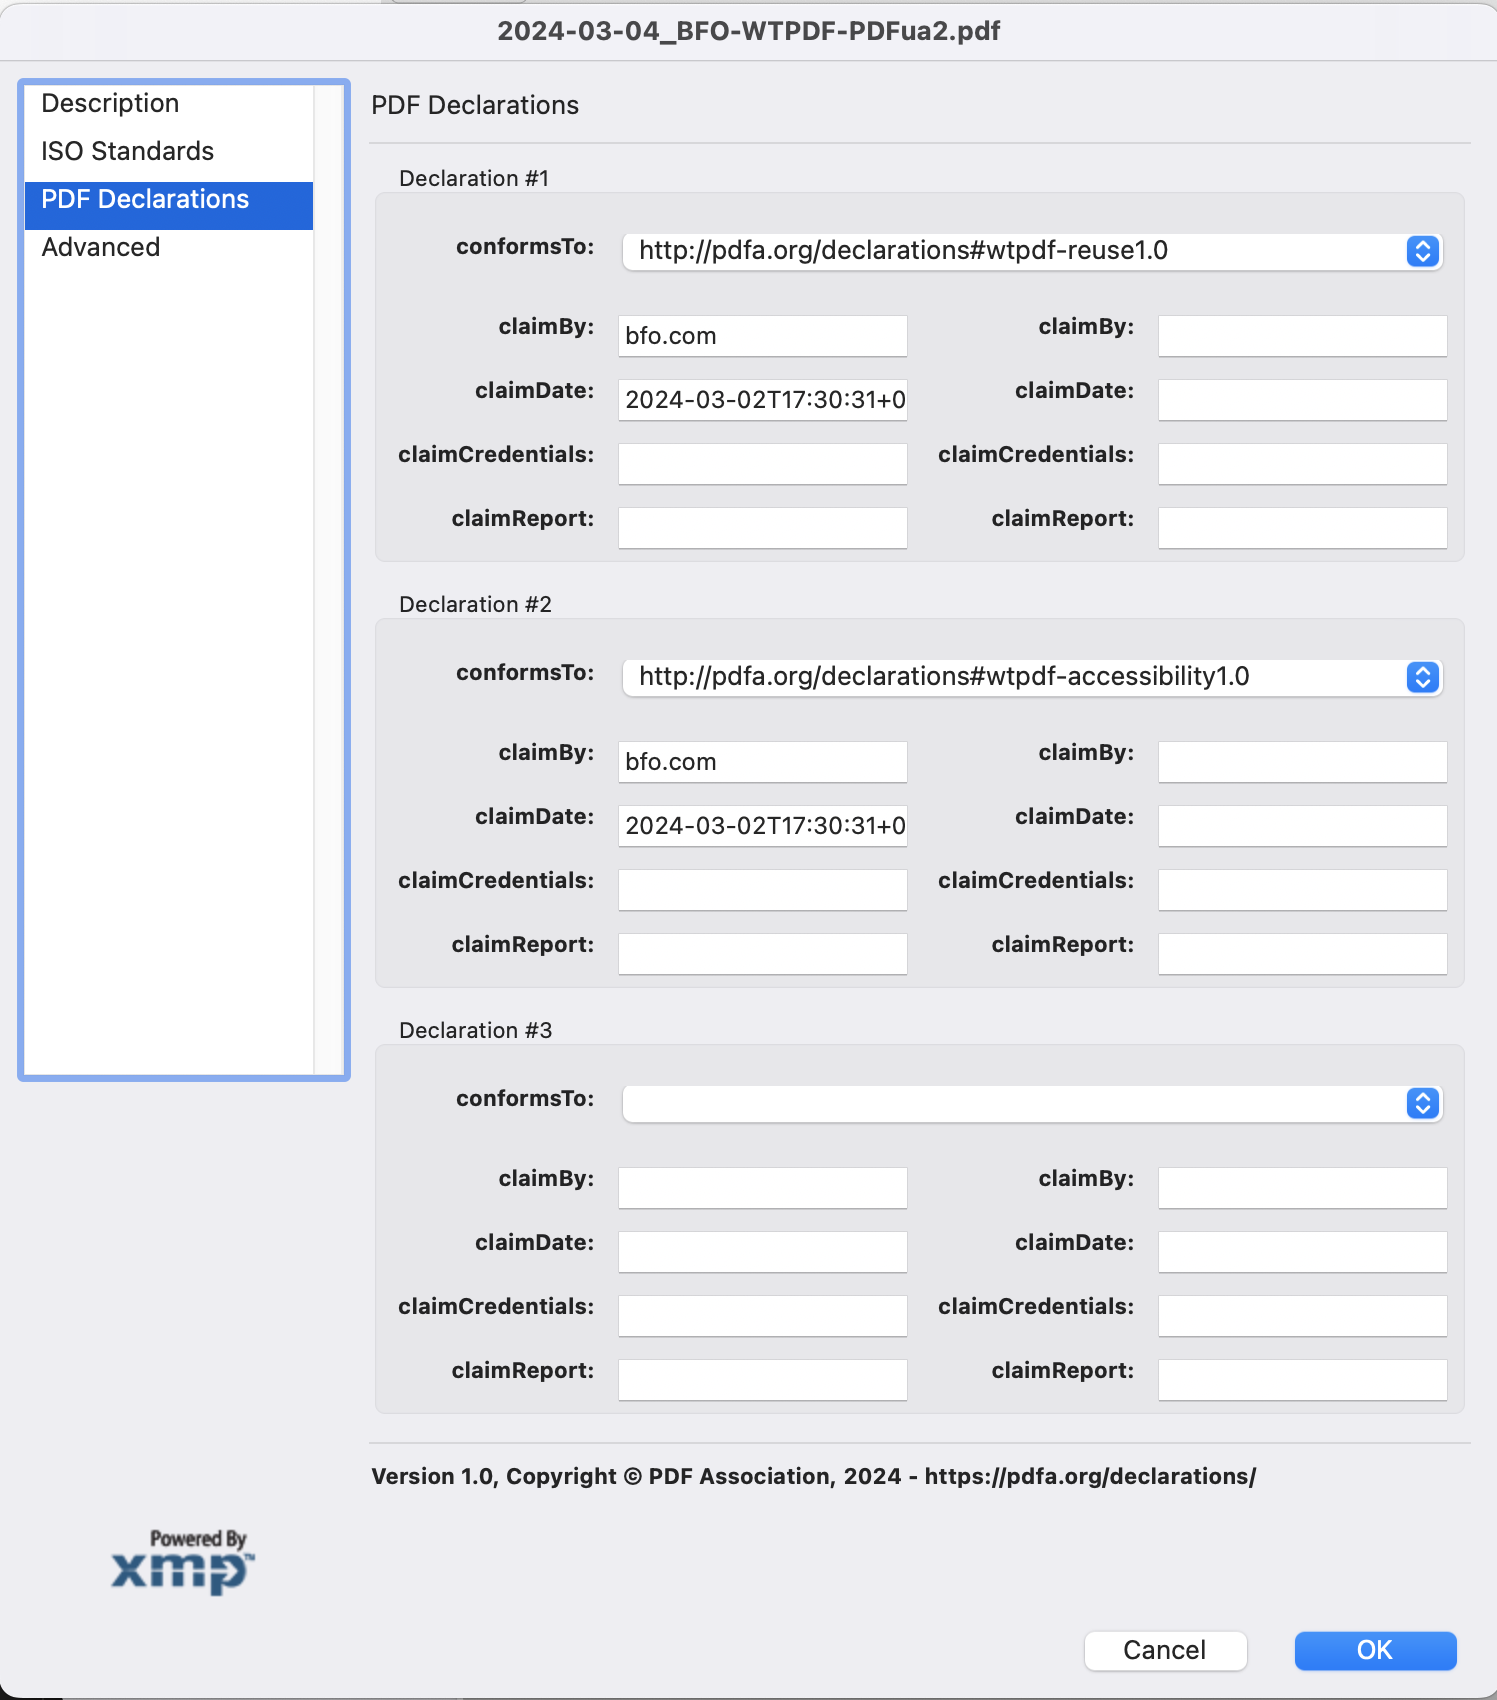 2024-03-04_BFO-WTPDF-PDFua2.pdf
Description
ISO Standards
PDF Declarations
Advanced
PDF Declarations
Declaration #1
conformsTo: http://pdfa.org/declarations#wtpdf-reuse1.0
claimBy: bfo.com claimBy:
claimDate: 2024-03-02T17:30:31+0 claimDate:
claimCredentials: claimCredentials:
claimReport: claimReport:
Declaration #2
conformsTo: http://pdfa.org/declarations#wtpdf-accessibility1.0
claimBy: bfo.com claimBy:
claimDate: 2024-03-02T17:30:31+0 claimDate:
claimCredentials: claimCredentials:
claimReport: claimReport:
Declaration #3
conformsTo:
claimBy: claimBy:
claimDate: claimDate:
claimCredentials: claimCredentials:
claimReport: claimReport:
Version 1.0, Copyright © PDF Association, 2024 - https://pdfa.org/declarations/
Powered By
xmp™
Cancel OK